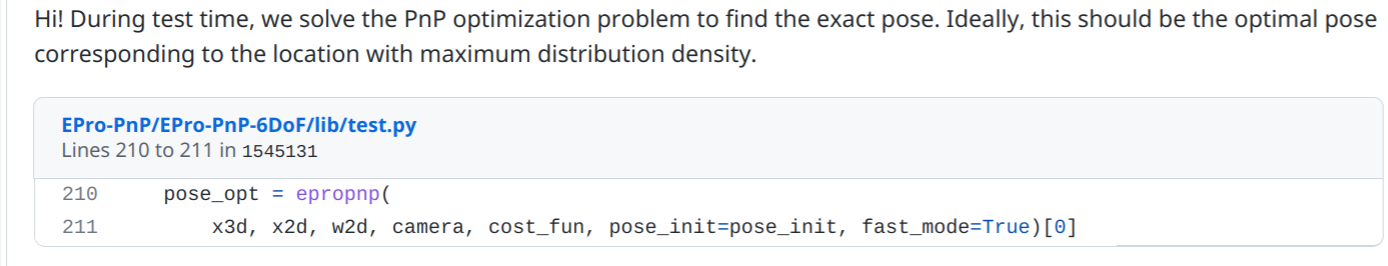 Hi! During test time, we solve the PnP optimization problem to find the exact pose. Ideally, this should be the optimal pose
corresponding to the location with maximum distribution density.
EPro-PnP/EPro-PnP-6DoF/lib/test.py
Lines 210 to 211 in 1545131
210 pose_opt = epropnp(
211 x3d, x2d, w2d, camera, cost_fun, pose_init=pose_init, fast_mode=True)[0]